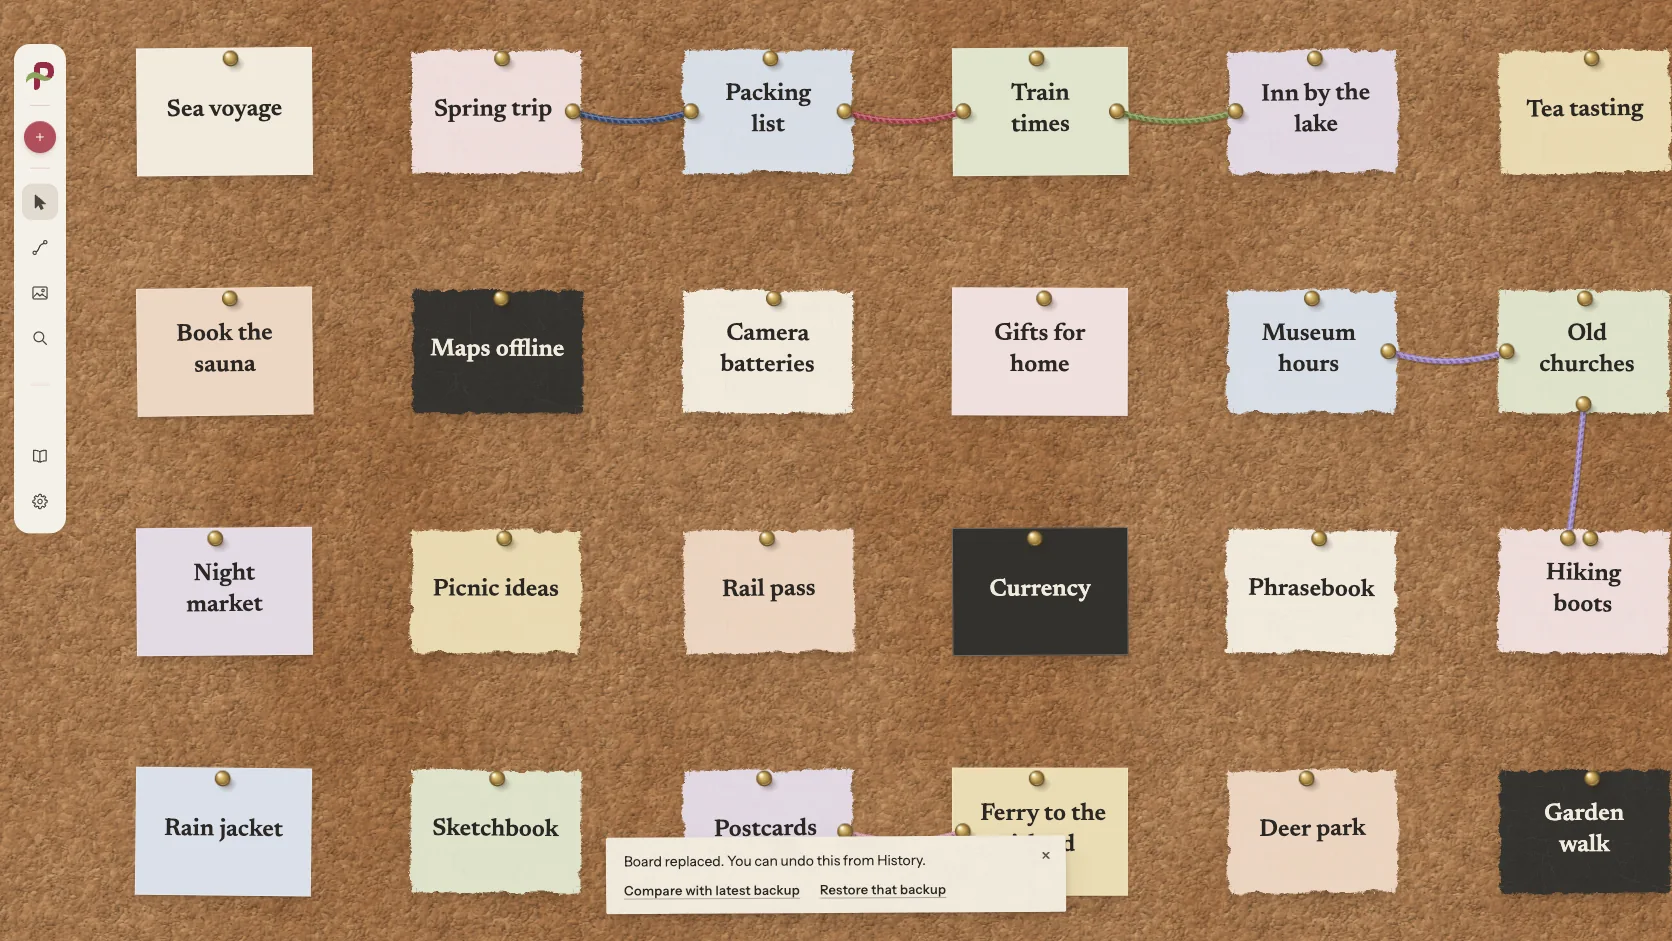 Sea voyage
Spring trip
Packing
list
Train
times
Inn by the
lake
Tea tasting
Book the
sauna
Maps offline
Camera
batteries
Gifts for
home
Museum
hours
Old
churches
Night
market
Picnic ideas
Rail pass
Currency
Phrasebook
Hiking
boots
Rain jacket
Sketchbook
Postcards
Ferry to the
Deer park
Garden
walk
Board replaced. You can undo this from History.
Compare with latest backup
Restore that backup